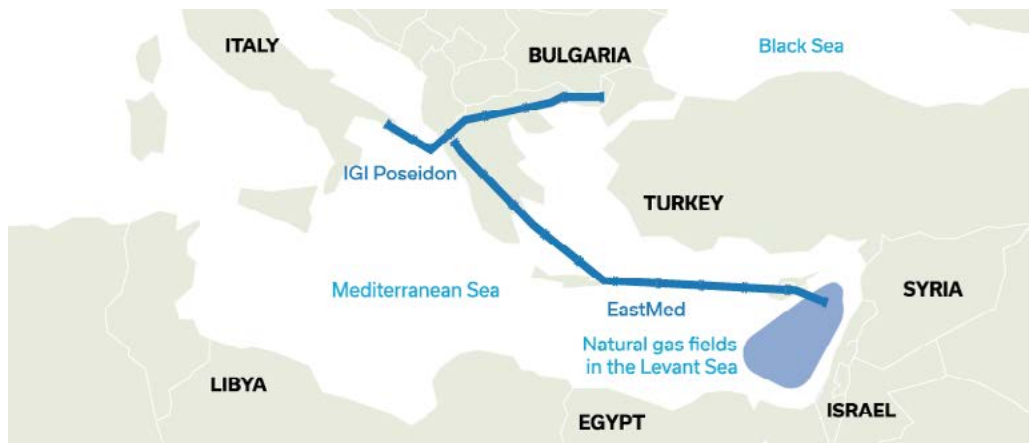 ITALY
BULGARIA
Black Sea
IGI Poseidon
TURKEY
Mediterranean Sea
EastMed
SYRIA
Natural gas fields
in the Levant Sea
LIBYA
EGYPT
ISRAEL